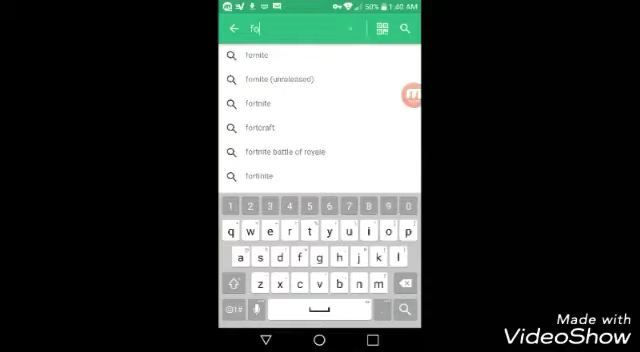 50% 1:40 AM
fo
fornite
fornite (unreleased)
fortnite
fortcraft
fortnite battle of royale
1 2 3 4 5 6 7 8 9 0
q w e r t y u i o p
a s d f g h j k l
z x c v b n m
Made with
VideoShow